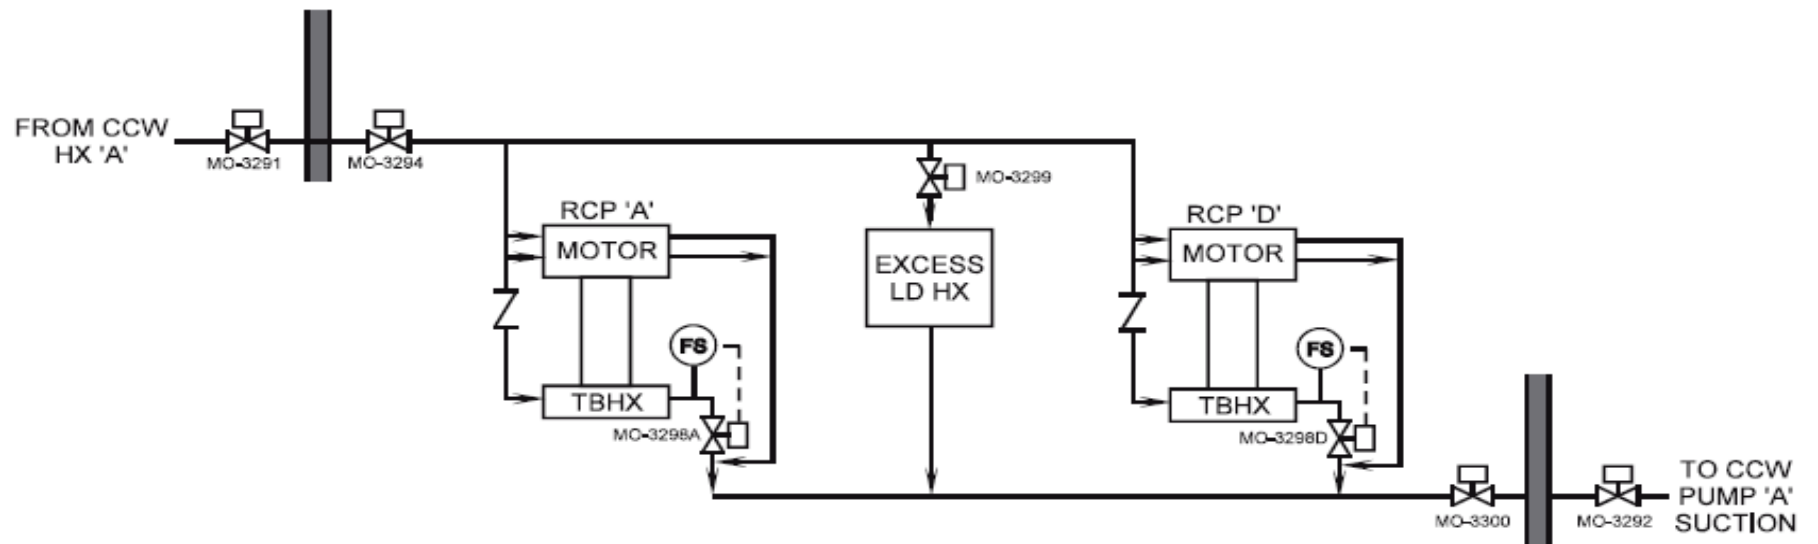 FROM CCW
HX 'A'
MO-3291
MO-3294
MO-3299
RCP 'A'
MOTOR
EXCESS
LD HX
RCP 'D'
MOTOR
FS
FS
TBHX
TBHX
MO-3298A
MO-3298D
MO-3300
MO-3292
TO CCW
PUMP 'A'
SUCTION